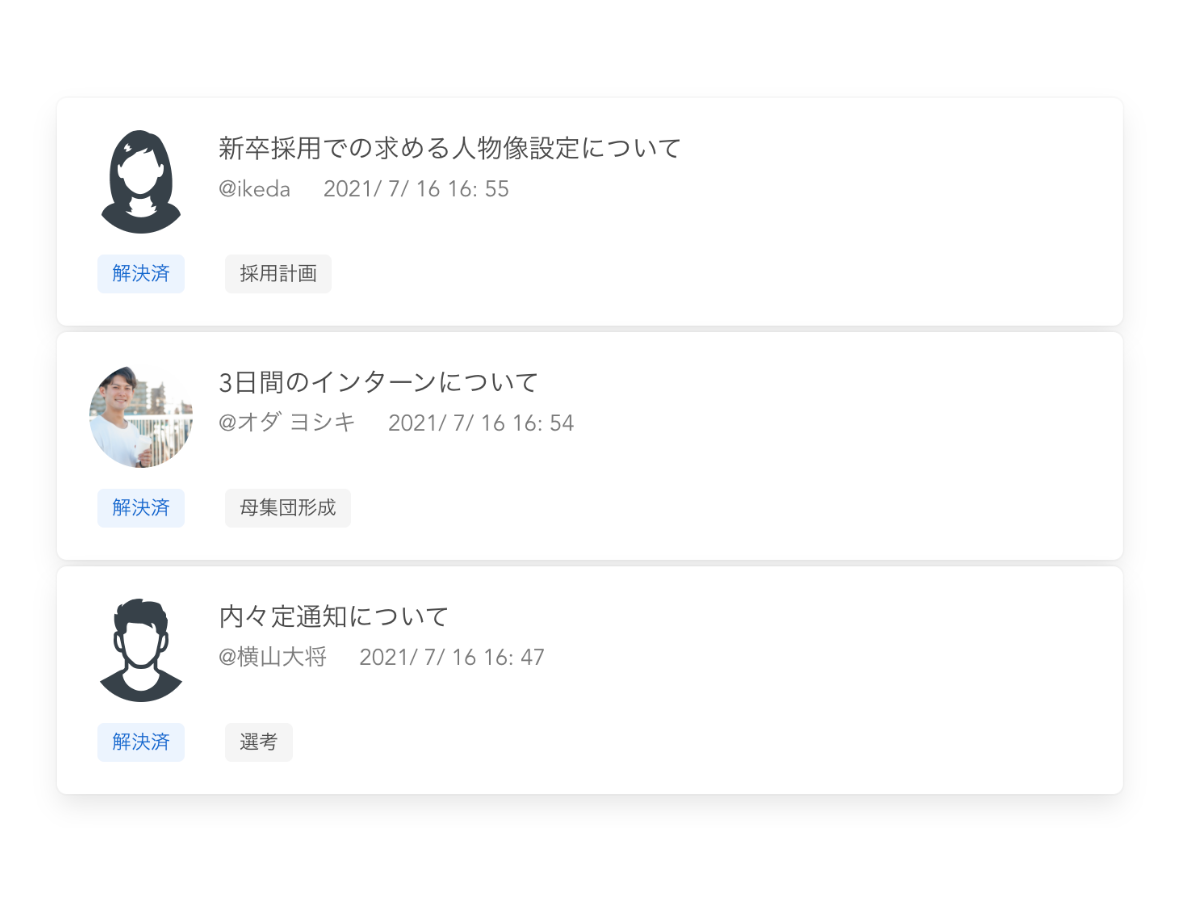 新卒採用での求める人物像設定について
@ikeda 2021/ 7/ 16 16: 55
解決済 採用計画
3日間のインターンについて
@オダ ヨシキ 2021/ 7/ 16 16: 54
解決済 母集団形成
内々定通知について
@横山大将 2021/ 7/ 16 16: 47
解決済 選考